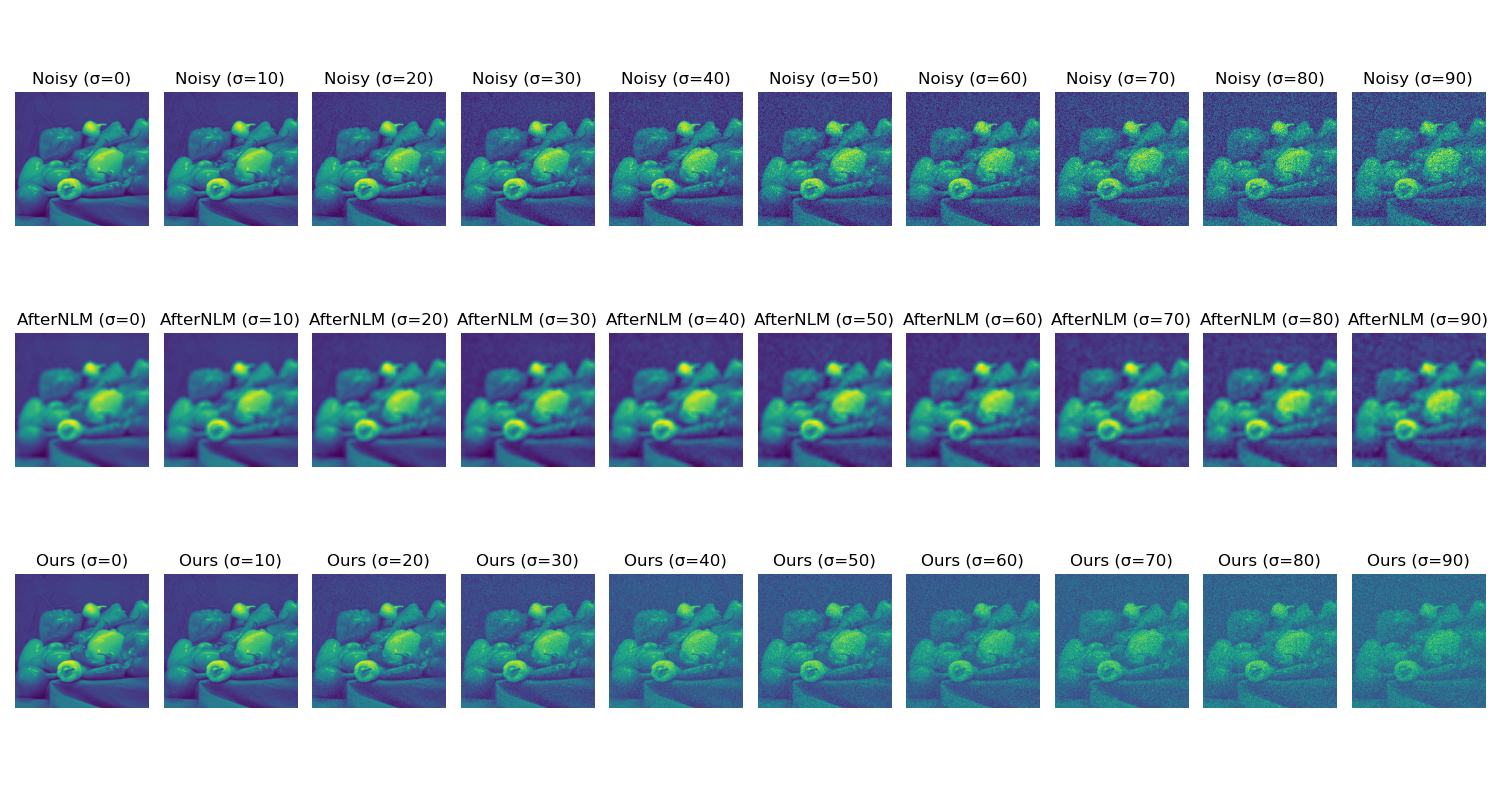 Noisy (σ=0) Noisy (σ=10) Noisy (σ=20) Noisy (σ=30) Noisy (σ=40) Noisy (σ=50) Noisy (σ=60) Noisy (σ=70) Noisy (σ=80) Noisy (σ=90)
AfterNLM (σ=0) AfterNLM (σ=10) AfterNLM (σ=20) AfterNLM (σ=30) AfterNLM (σ=40) AfterNLM (σ=50) AfterNLM (σ=60) AfterNLM (σ=70) AfterNLM (σ=80) AfterNLM (σ=90)
Ours (σ=0) Ours (σ=10) Ours (σ=20) Ours (σ=30) Ours (σ=40) Ours (σ=50) Ours (σ=60) Ours (σ=70) Ours (σ=80) Ours (σ=90)